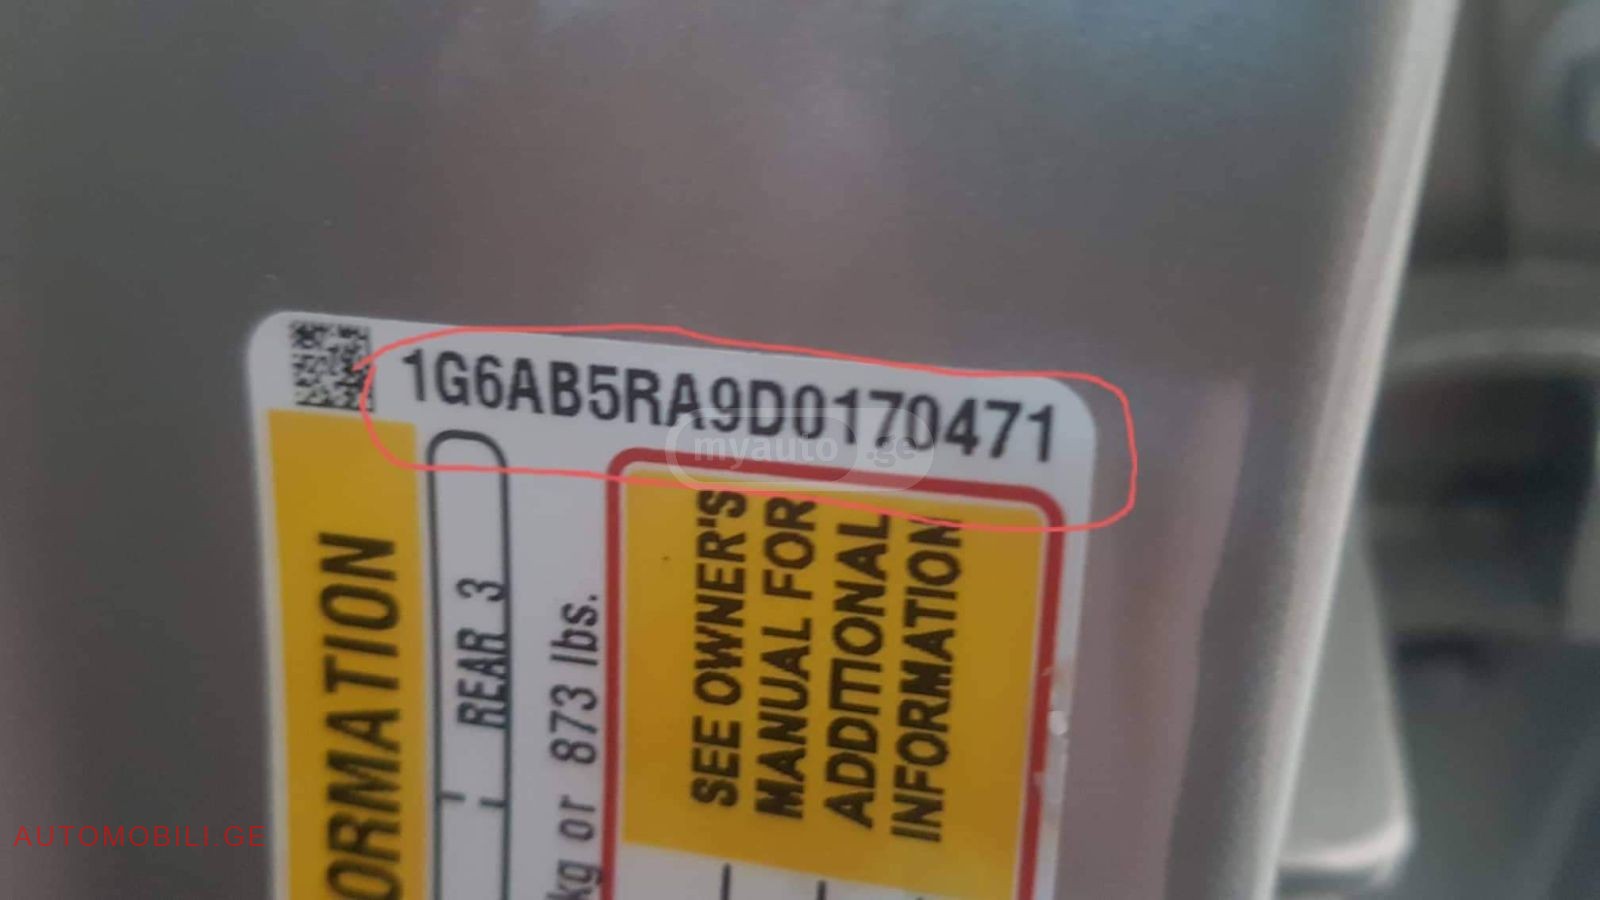 1G6AB5RA9D0170471
myauto.ge
ORMATION
REAR 3
kg or 873 lbs.
SEE OWNER'S
MANUAL FOR
ADDITIONAL
INFORMATION
AUTOMOBILI.GE